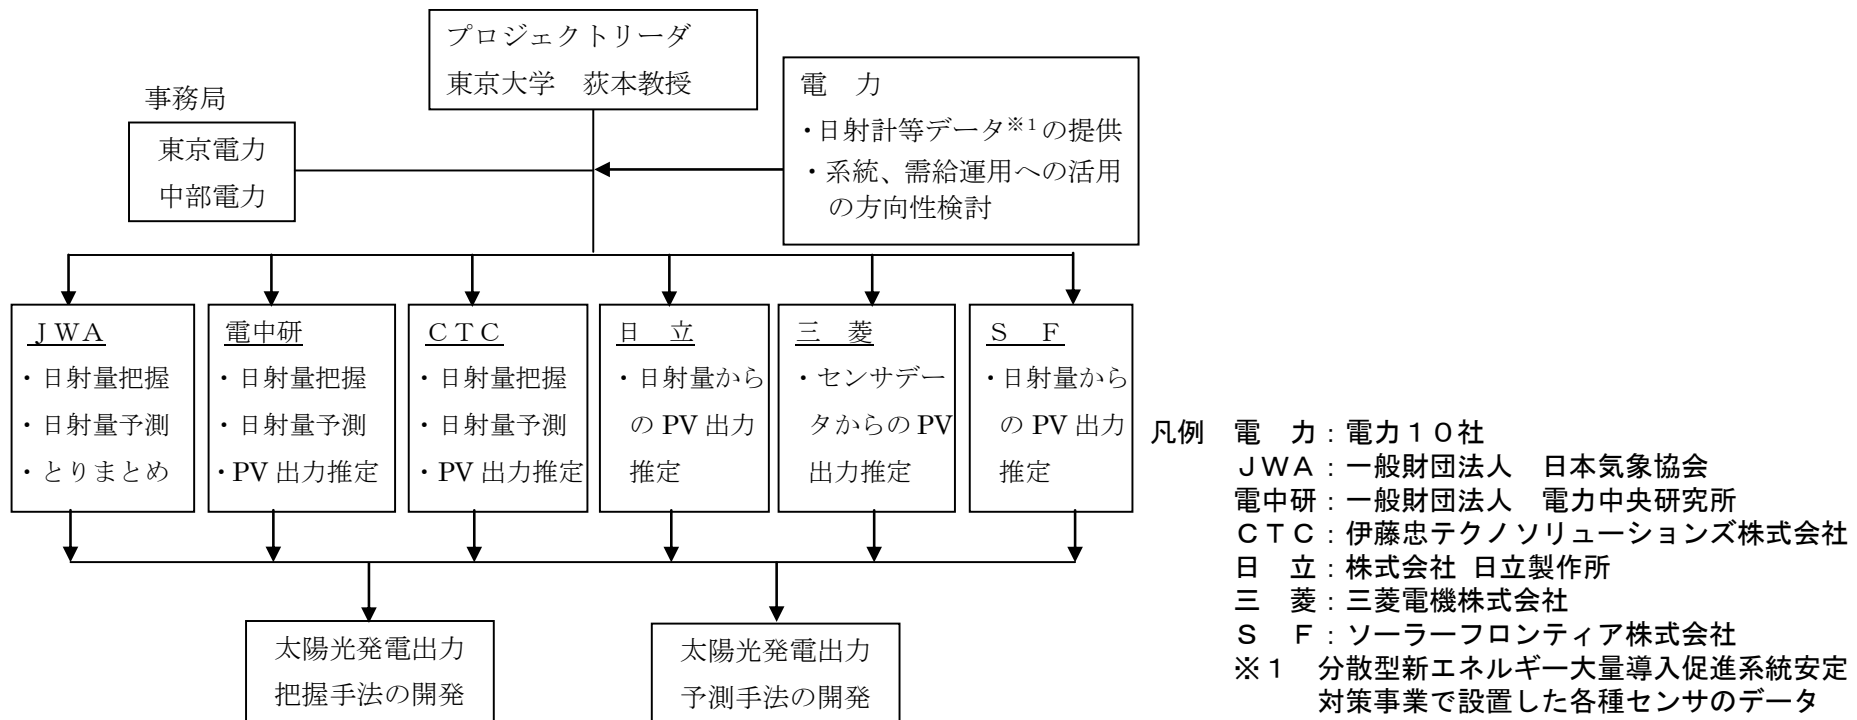 プロジェクトリーダ
東京大学　荻本教授
事務局
東京電力
中部電力
電　力
・日射計等データ※1の提供
・系統、需給運用への活用
の方向性検討
ＪＷＡ
・日射量把握
・日射量予測
・とりまとめ
電中研
・日射量把握
・日射量予測
・PV 出力推定
ＣＴＣ
・日射量把握
・日射量予測
・PV 出力推定
日　立
・日射量から
の PV 出力
推定
三　菱
・センサデー
タからの PV
出力推定
Ｓ　Ｆ
・日射量から
の PV 出力
推定
太陽光発電出力
把握手法の開発
太陽光発電出力
予測手法の開発
凡例　電　力：電力１０社
ＪＷＡ：一般財団法人　日本気象協会
電中研：一般財団法人　電力中央研究所
ＣＴＣ：伊藤忠テクノソリューションズ株式会社
日　立：株式会社 日立製作所
三　菱：三菱電機株式会社
Ｓ　Ｆ：ソーラーフロンティア株式会社
※１　分散型新エネルギー大量導入促進系統安定
対策事業で設置した各種センサのデータ